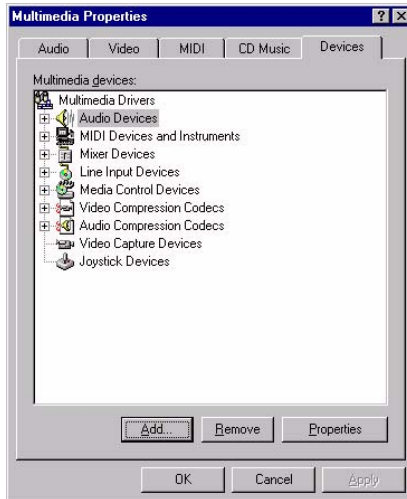 Multimedia Properties
Audio Video MIDI CD Music Devices
Multimedia devices:
Multimedia Drivers
Audio Devices
MIDI Devices and Instruments
Mixer Devices
Line Input Devices
Media Control Devices
Video Compression Codecs
Audio Compression Codecs
Video Capture Devices
Joystick Devices
Add... Remove Properties
OK Cancel Apply